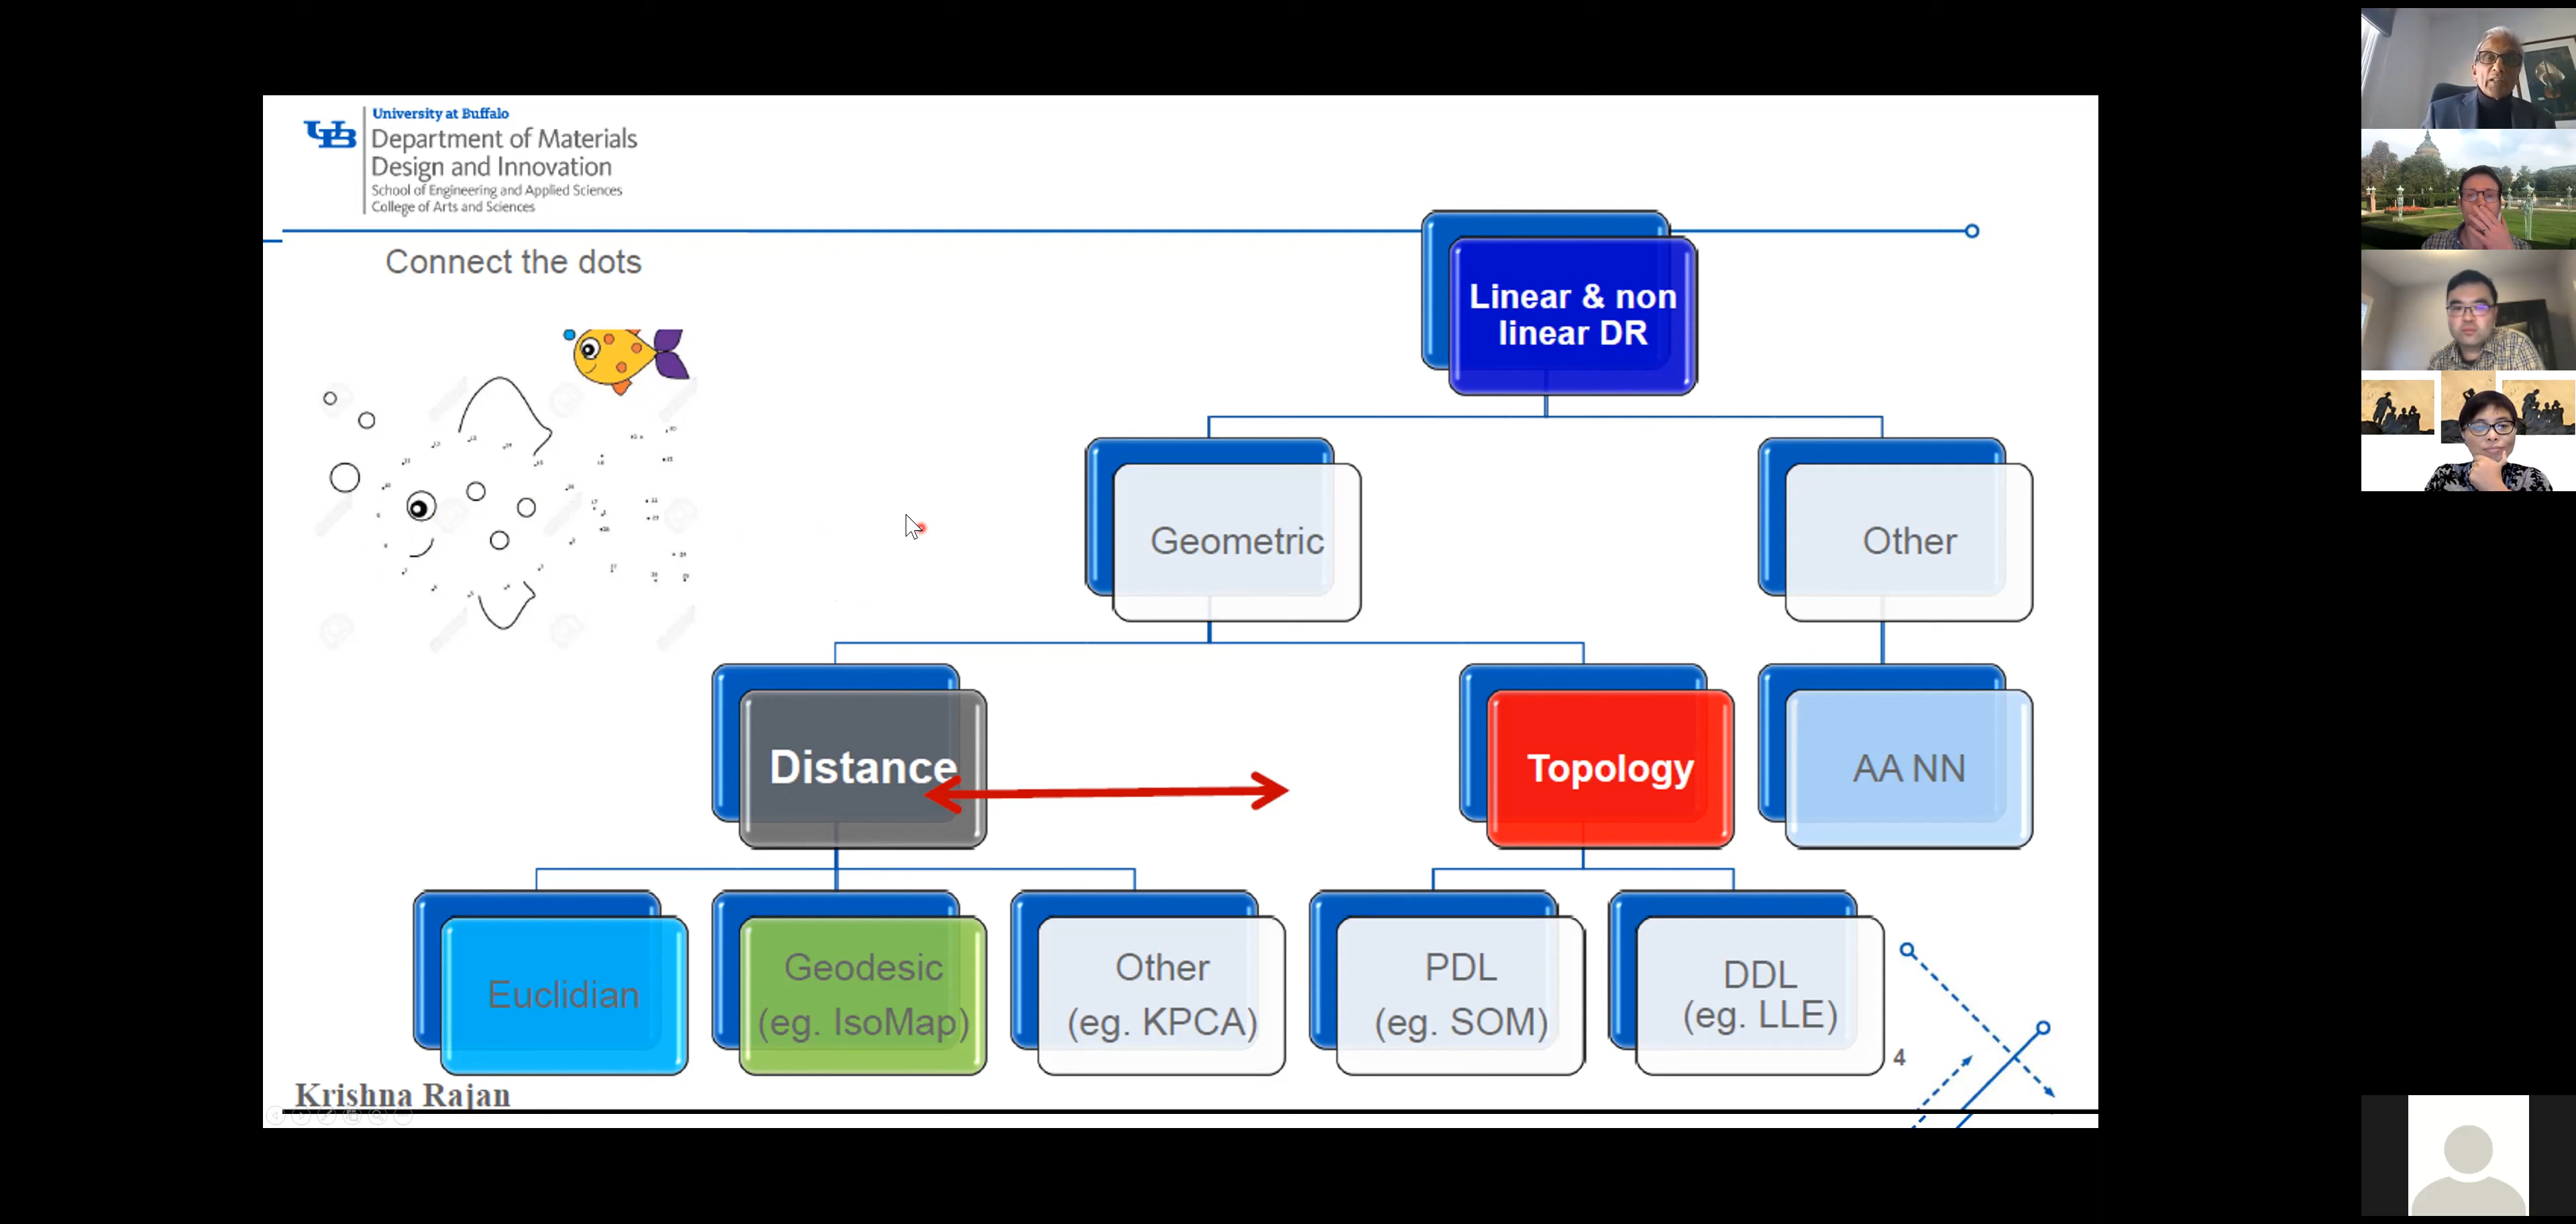 University at Buffalo
Department of Materials
Design and Innovation
School of Engineering and Applied Sciences
College of Arts and Sciences
UB
Connect the dots
Linear & non
linear DR
Geometric
Other
Distance
Topology
AA NN
Euclidian
Geodesic
(eg. IsoMap)
Other
(eg. KPCA)
PDL
(eg. SOM)
DDL
(eg. LLE)
4
Krishna Rajan